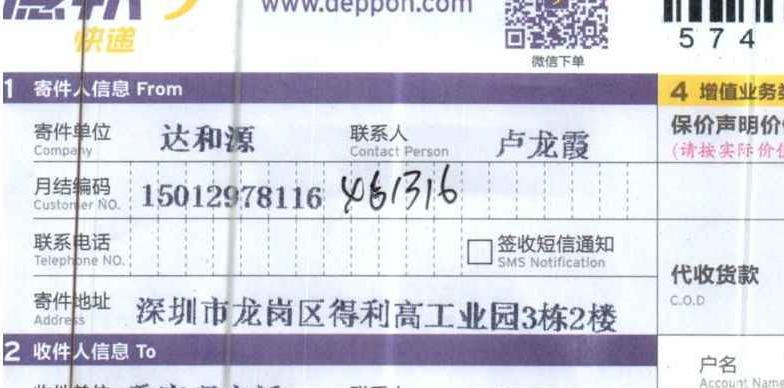 www.deppon.com
快递
微信下单
574
1 寄件人信息 From
4 增值业务
寄件单位 达和源 联系人 卢龙霞
Company Contact Person
保价声明价
(请按实际价
月结编码 15012978116 461316
Customer NO.
联系电话 签收短信通知
Telephone NO. SMS Notification
代收货款
C.O.D
寄件地址 深圳市龙岗区得利高工业园3栋2楼
Address
2 收件人信息 To
户名
Account Name